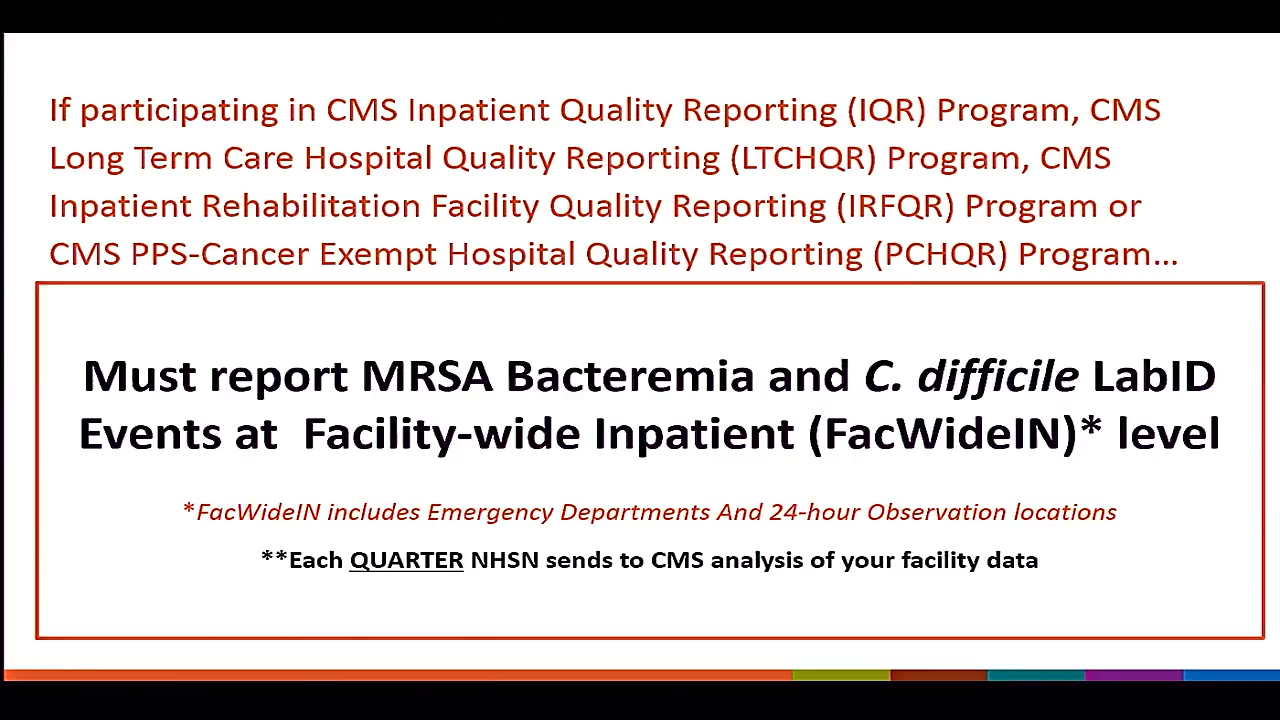 If participating in CMS Inpatient Quality Reporting (IQR) Program, CMS
Long Term Care Hospital Quality Reporting (LTCHQR) Program, CMS
Inpatient Rehabilitation Facility Quality Reporting (IRFQR) Program or
CMS PPS-Cancer Exempt Hospital Quality Reporting (PCHQR) Program...
Must report MRSA Bacteremia and C. difficile LabID
Events at Facility-wide Inpatient (FacWideIN)* level
*FacWideIN includes Emergency Departments And 24-hour Observation locations
**Each QUARTER NHSN sends to CMS analysis of your facility data